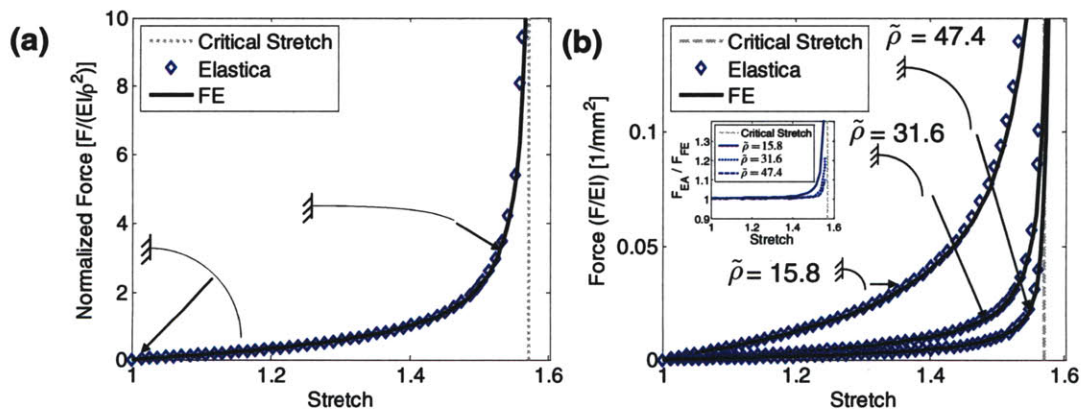 (a)
Normalized Force [F/(EI/ρ²)]
10
8
6
4
2
0
1
1.2
1.4
1.6
Stretch
Critical Stretch
Elastica
FE
(b)
Force (F/EI) [1/mm²]
0.1
0.05
0
1
1.2
1.4
1.6
Stretch
Critical Stretch
Elastica
FE
ρ̃ = 47.4
ρ̃ = 31.6
ρ̃ = 15.8
F_EA / F_FE
1.3
1.2
1.1
1
0.9
1
1.2
1.4
1.6
Stretch
Critical Stretch
ρ̃ = 15.8
ρ̃ = 31.6
ρ̃ = 47.4